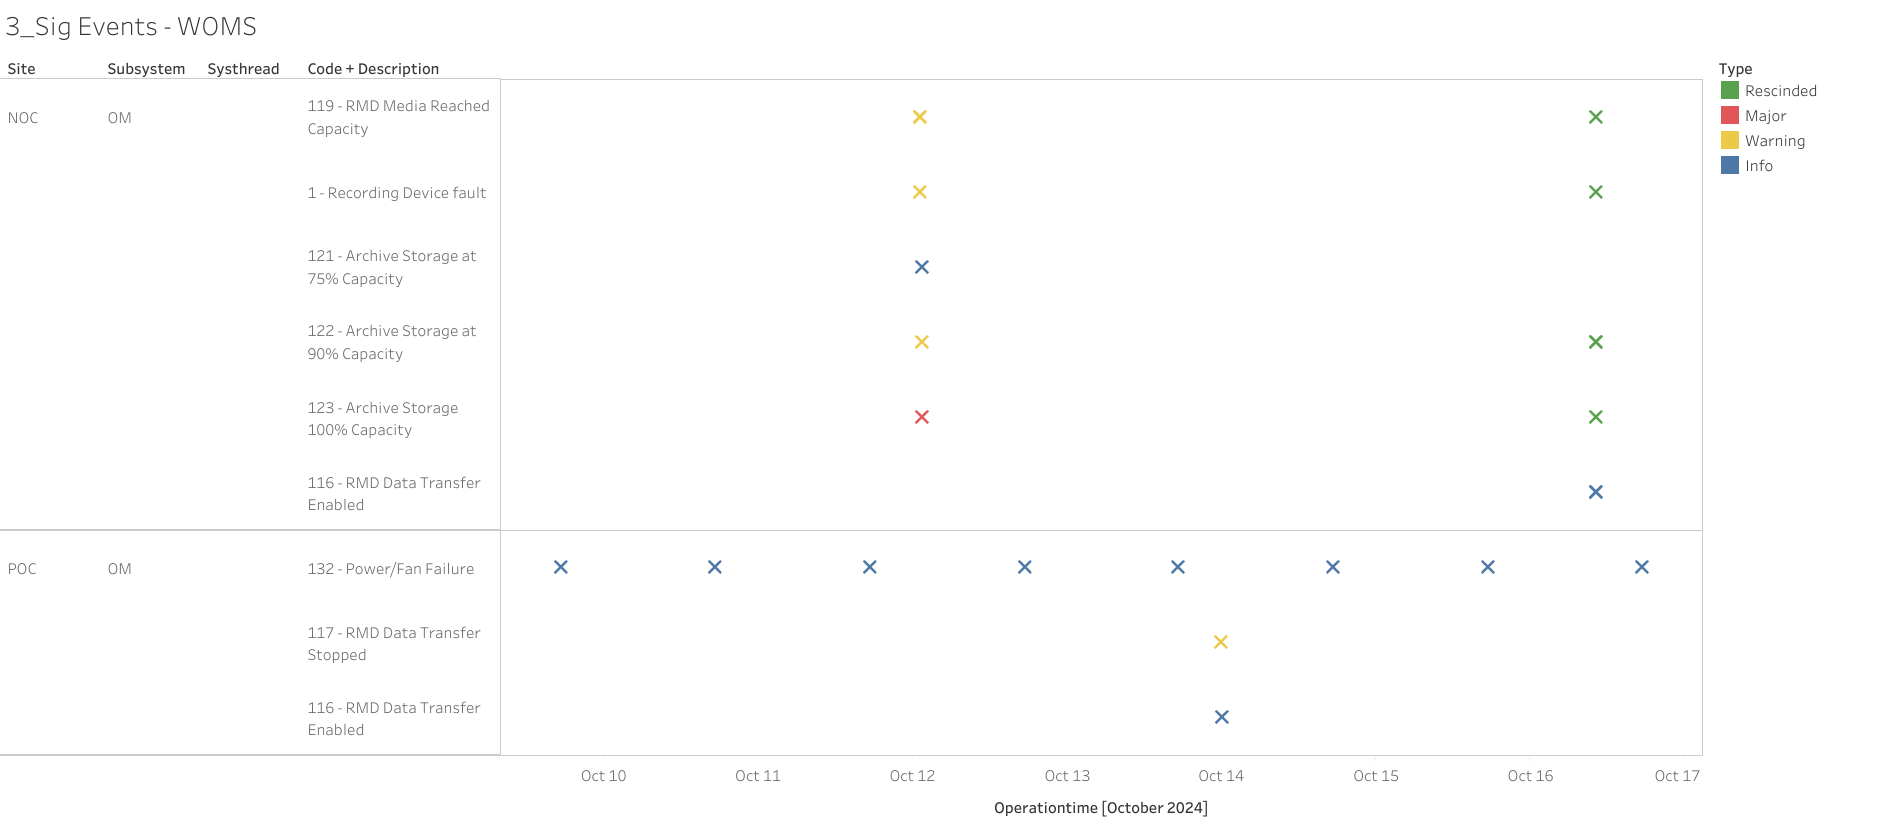 3_Sig Events - WOMS
Site Subsystem Systhread Code + Description
Type
Rescinded
Major
Warning
Info
NOC OM 119 - RMD Media Reached
Capacity
1 - Recording Device fault
121 - Archive Storage at
75% Capacity
122 - Archive Storage at
90% Capacity
123 - Archive Storage
100% Capacity
116 - RMD Data Transfer
Enabled
POC OM 132 - Power/Fan Failure
117 - RMD Data Transfer
Stopped
116 - RMD Data Transfer
Enabled
Oct 10 Oct 11 Oct 12 Oct 13 Oct 14 Oct 15 Oct 16 Oct 17
Operationtime [October 2024]